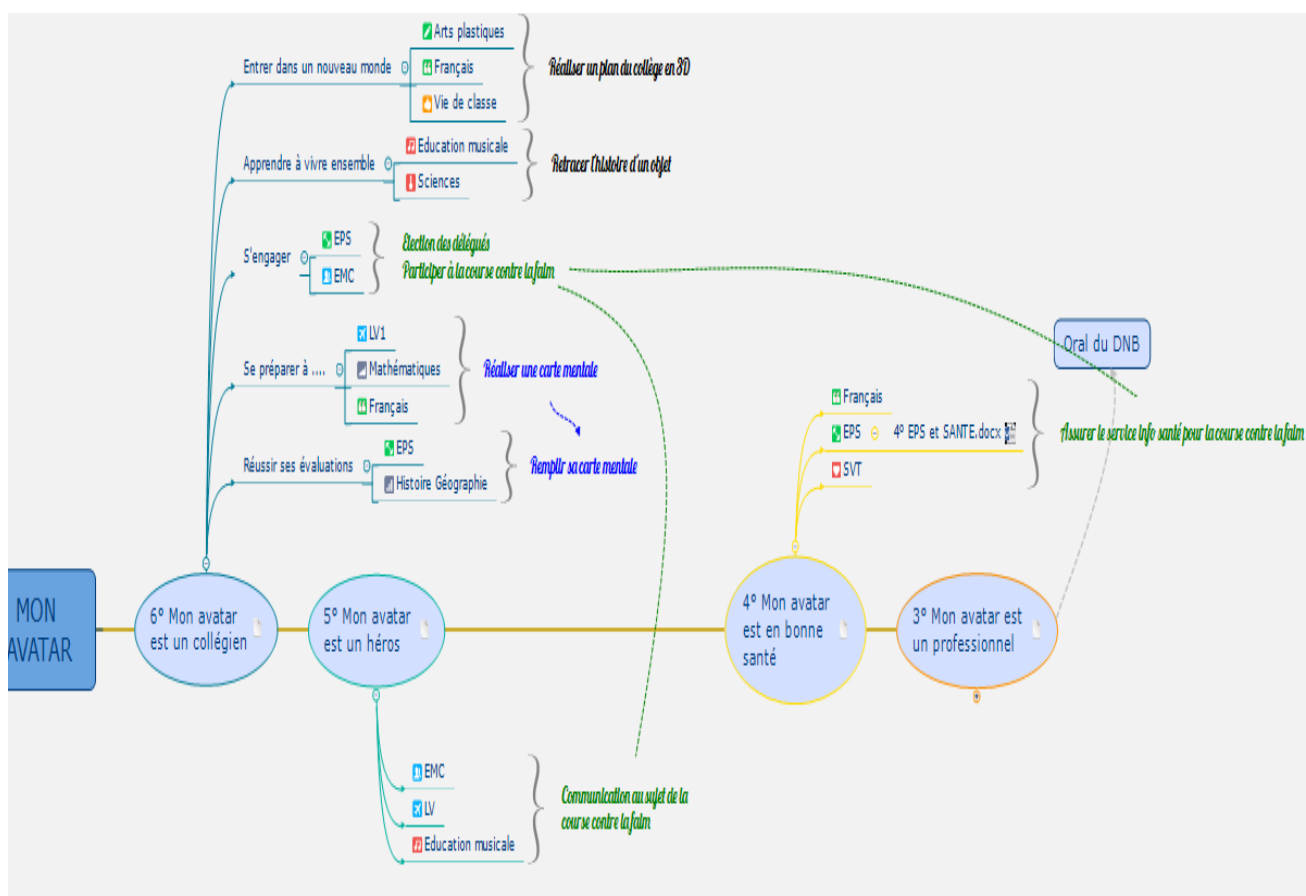 Arts plastiques
Entrer dans un nouveau monde
Français
Réaliser un plan du collège en 3D
Vie de classe
Education musicale
Apprendre à vivre ensemble
Retracer l'histoire d'un objet
Sciences
S'engager
EPS
EMC
Election des délégués
Participer à la course contre la faim
LV1
Se préparer à ....
Mathématiques
Réaliser une carte mentale
Français
Réussir ses évaluations
EPS
Histoire Géographie
Remplir sa carte mentale
Oral du DNB
Français
EPS
4° EPS et SANTE.docx
SVT
Assurer le service info santé pour la course contre la faim
MON
AVATAR
6° Mon avatar
est un collégien
5° Mon avatar
est un héros
4° Mon avatar
est en bonne
santé
3° Mon avatar est
un professionnel
EMC
LV
Education musicale
Communication au sujet de la
course contre la faim